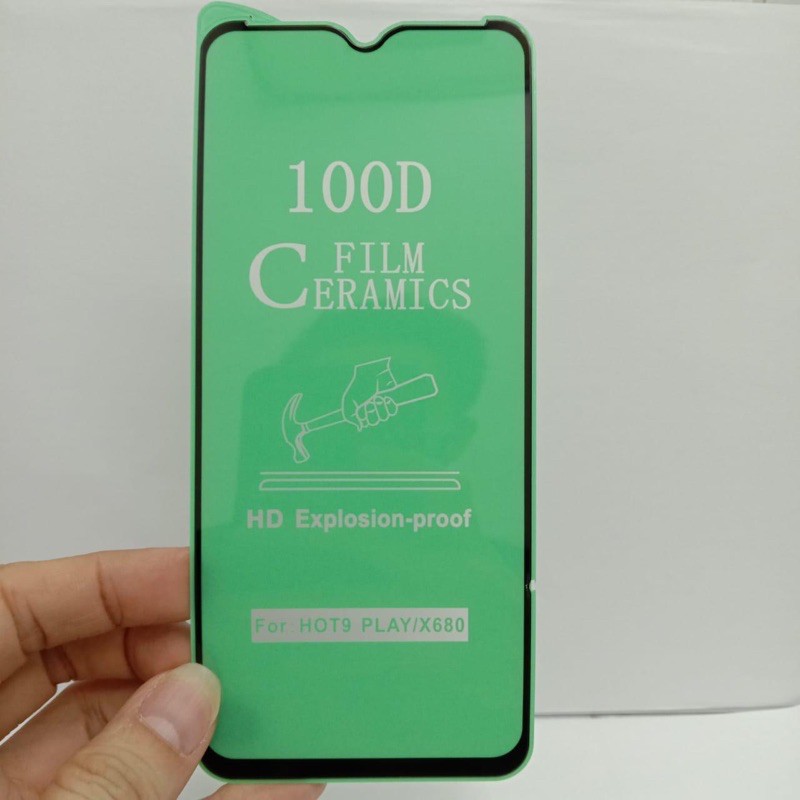 100D
FILM
CERAMICS
HD Explosion-proof
For HOT9 PLAY/X680